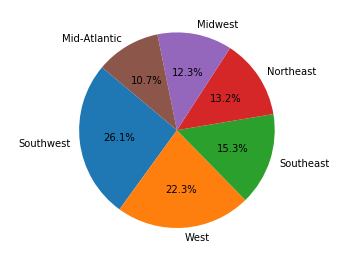 Midwest
Mid-Atlantic
12.3%
Northeast
10.7%
13.2%
Southwest
26.1%
15.3%
Southeast
22.3%
West